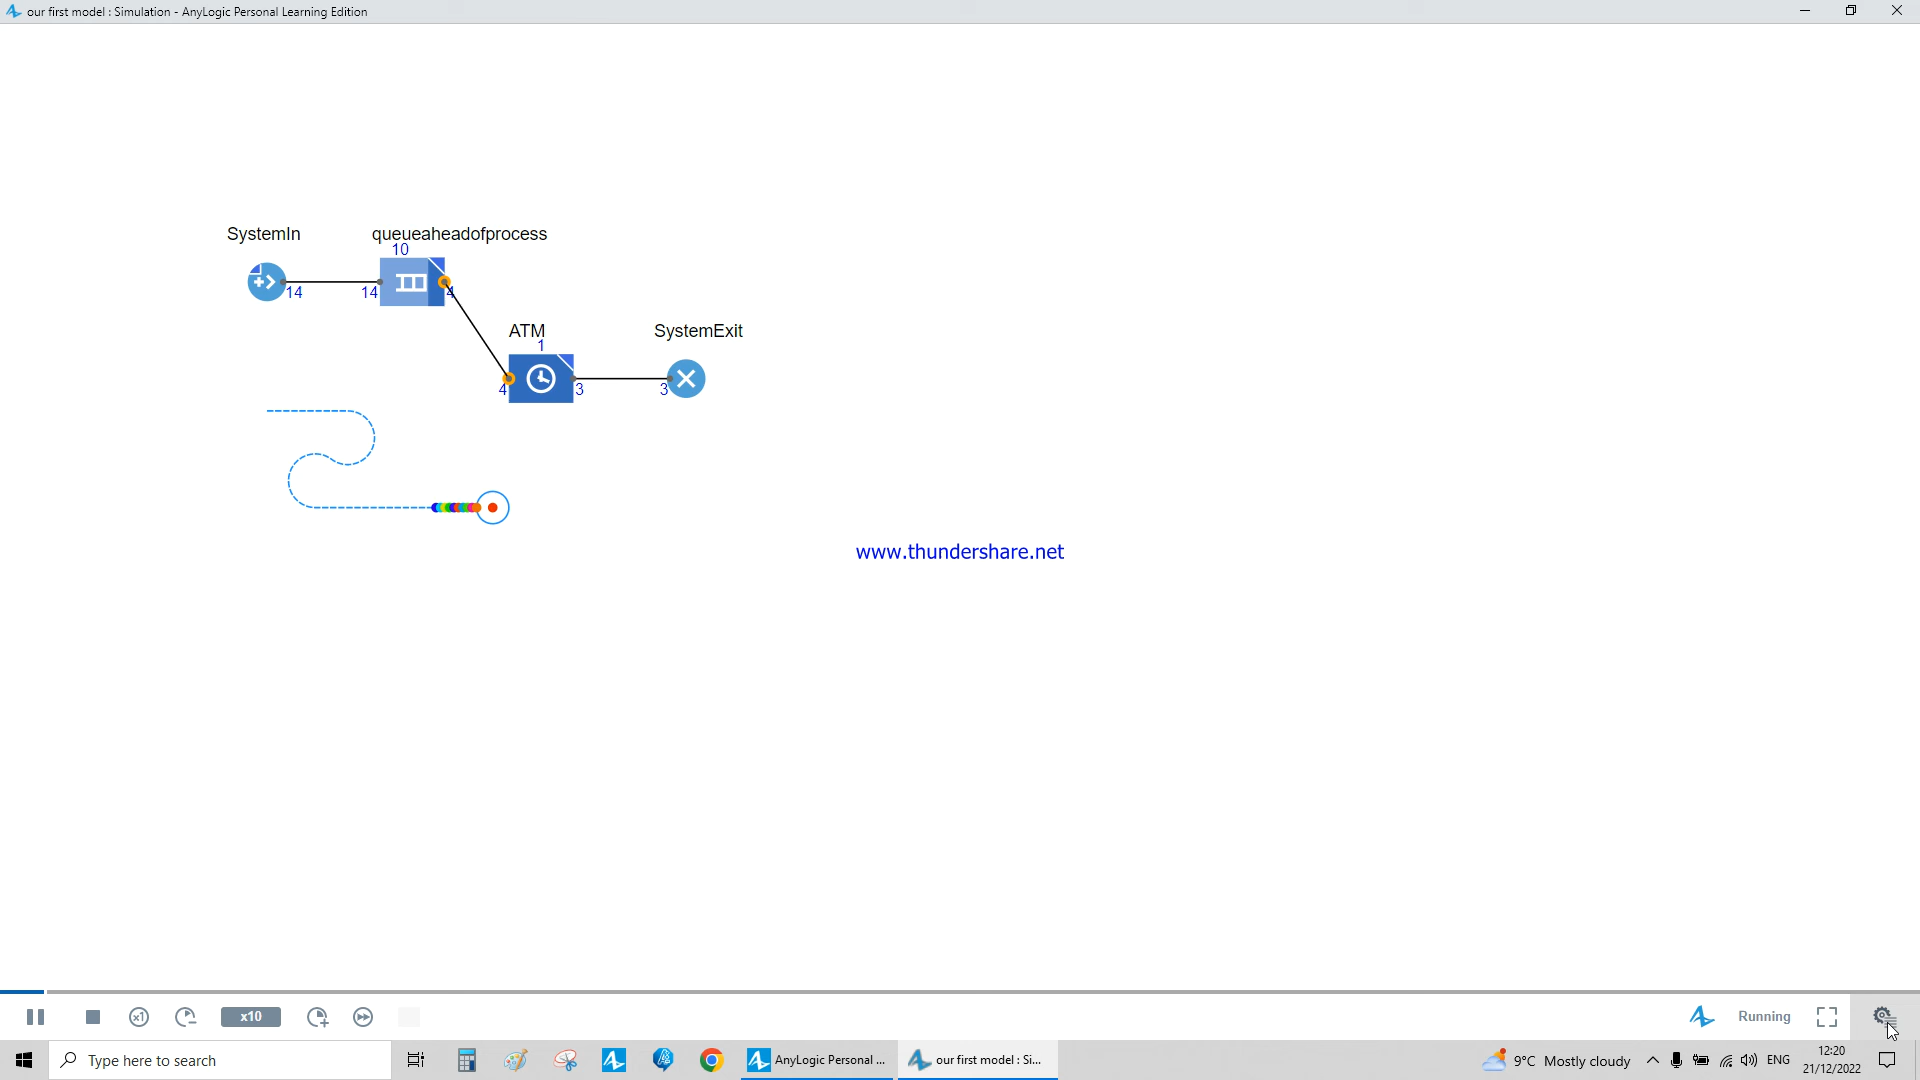 our first model : Simulation - AnyLogic Personal Learning Edition
SystemIn
queueaheadofprocess
10
14
14
4
ATM
SystemExit
1
4
3
3
www.thundershare.net
x1
x10
Running
Type here to search
AnyLogic Personal ...
our first model : Si...
9°C Mostly cloudy
ENG
12:20
21/12/2022